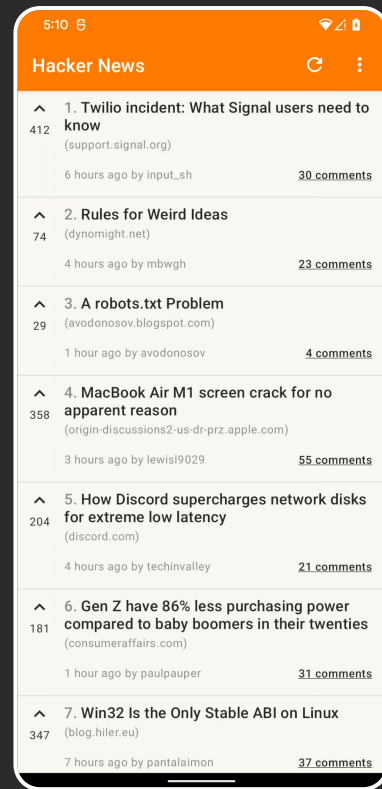 5:10
Hacker News
1. Twilio incident: What Signal users need to
know
412
(support.signal.org)
6 hours ago by input_sh
30 comments
2. Rules for Weird Ideas
74
(dynomight.net)
4 hours ago by mbwgh
23 comments
3. A robots.txt Problem
29
(avodonosov.blogspot.com)
1 hour ago by avodonosov
4 comments
4. MacBook Air M1 screen crack for no
apparent reason
358
(origin-discussions2-us-dr-prz.apple.com)
3 hours ago by lewisl9029
55 comments
5. How Discord supercharges network disks
for extreme low latency
204
(discord.com)
4 hours ago by techinvalley
21 comments
6. Gen Z have 86% less purchasing power
compared to baby boomers in their twenties
181
(consumeraffairs.com)
1 hour ago by paulpauper
31 comments
7. Win32 Is the Only Stable ABI on Linux
347
(blog.hiler.eu)
7 hours ago by pantalaimon
37 comments